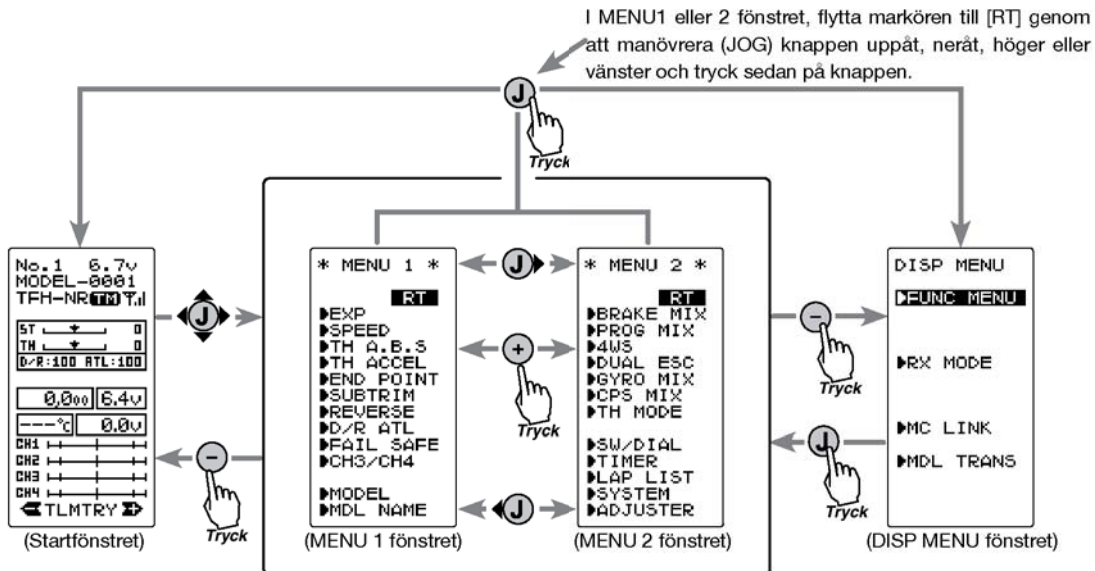 I MENU1 eller 2 fönstret, flytta markören till [RT] genom
att manövrera (JOG) knappen uppåt, neråt, höger eller
vänster och tryck sedan på knappen.
J
Tryck
No.1 6.7v
MODEL-0001
TFH-NR TM
ST 0
TH 0
D/R:100 ATL:100
0,0 6.4v
---°C 0.0v
CH1
CH2
CH3
CH4
TLMTRY
(Startfönstret)
J
-
Tryck
* MENU 1 *
RT
EXP
SPEED
TH A.B.S
TH ACCEL
END POINT
SUBTRIM
REVERSE
D/R ATL
FAIL SAFE
CH3/CH4
MODEL
MDL NAME
(MENU 1 fönstret)
J
+
Tryck
J
* MENU 2 *
RT
BRAKE MIX
PROG MIX
4WS
DUAL ESC
GYRO MIX
CPS MIX
TH MODE
SW/DIAL
TIMER
LAP LIST
SYSTEM
ADJUSTER
(MENU 2 fönstret)
-
Tryck
J
Tryck
DISP MENU
FUNC MENU
RX MODE
MC LINK
MDL TRANS
(DISP MENU fönstret)